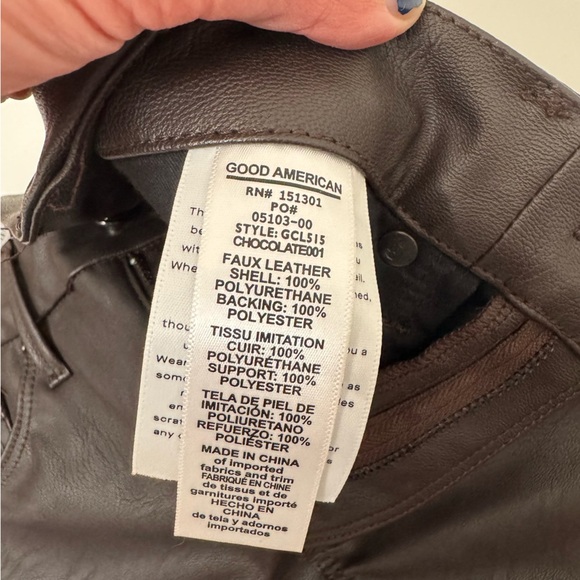 GOOD AMERICAN
RN# 151301
PO#
05103-00
STYLE: GCL515
CHOCOLATE001
FAUX LEATHER
SHELL: 100%
POLYURETHANE
BACKING: 100%
POLYESTER
TISSU IMITATION
CUIR: 100%
POLYURÉTHANE
SUPPORT: 100%
POLYESTER
TELA DE PIEL DE
IMITACIÓN: 100%
POLIURETANO
REFUERZO: 100%
POLIÉSTER
MADE IN CHINA
of imported
fabrics and trim
FABRIQUÉ EN CHINE
de tissus et de
garnitures importés
HECHO EN
CHINA
de tela y adornos
importados